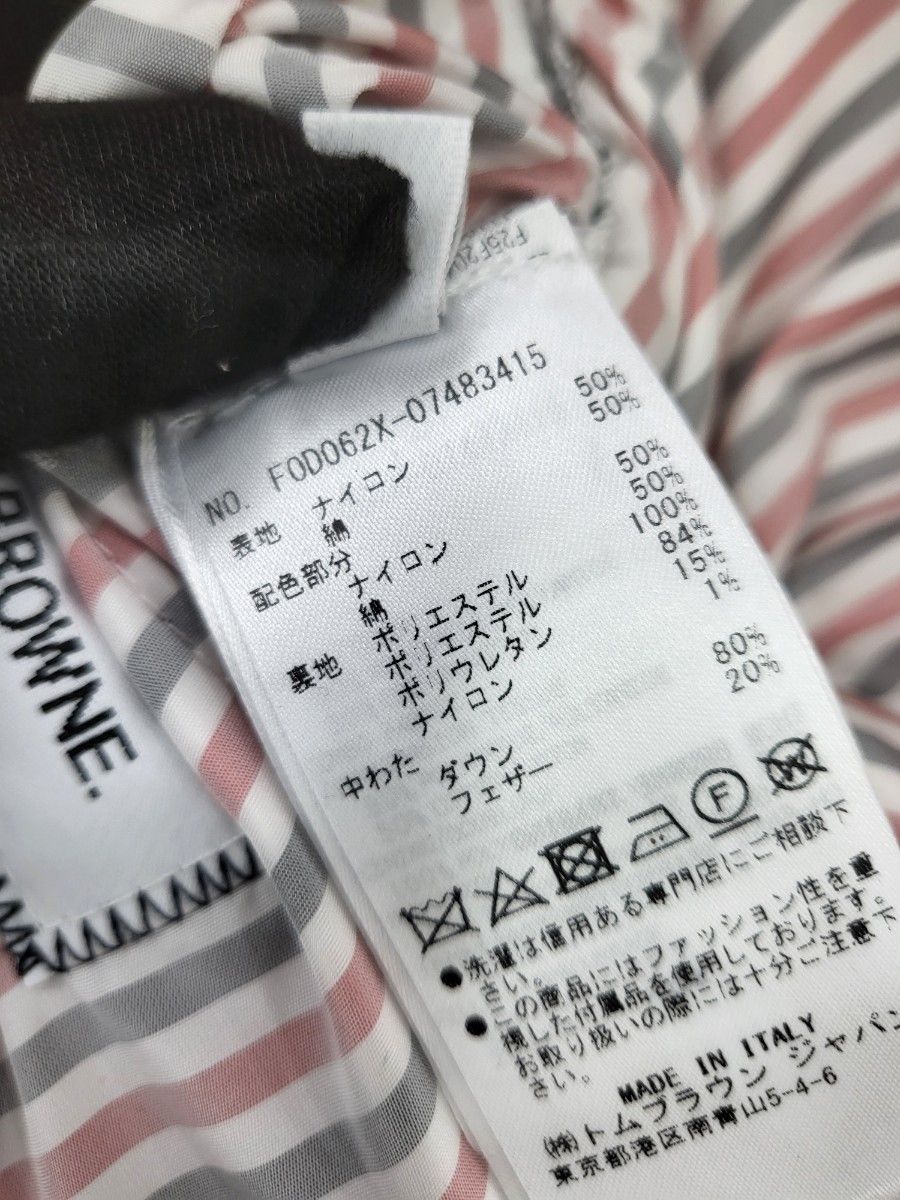 F25F20
BROWNE.
NO. F0D062X-07483415
表地 ナイロン 50%
綿 50%
配色部分
ナイロン 50%
綿 50%
ポリエステル 100%
裏地 ポリエステル 84%
ポリウレタン 15%
ナイロン 1%
中わた ダウン 80%
フェザー 20%
F
W
●洗濯は信用ある専門店にご相談下
さい。
●この商品にはファッション性を重
視した付属品を使用しております。
お取り扱いの際には十分ご注意下
さい。
MADE IN ITALY
㈱トムブラウン ジャパン
東京都港区南青山5-4-6